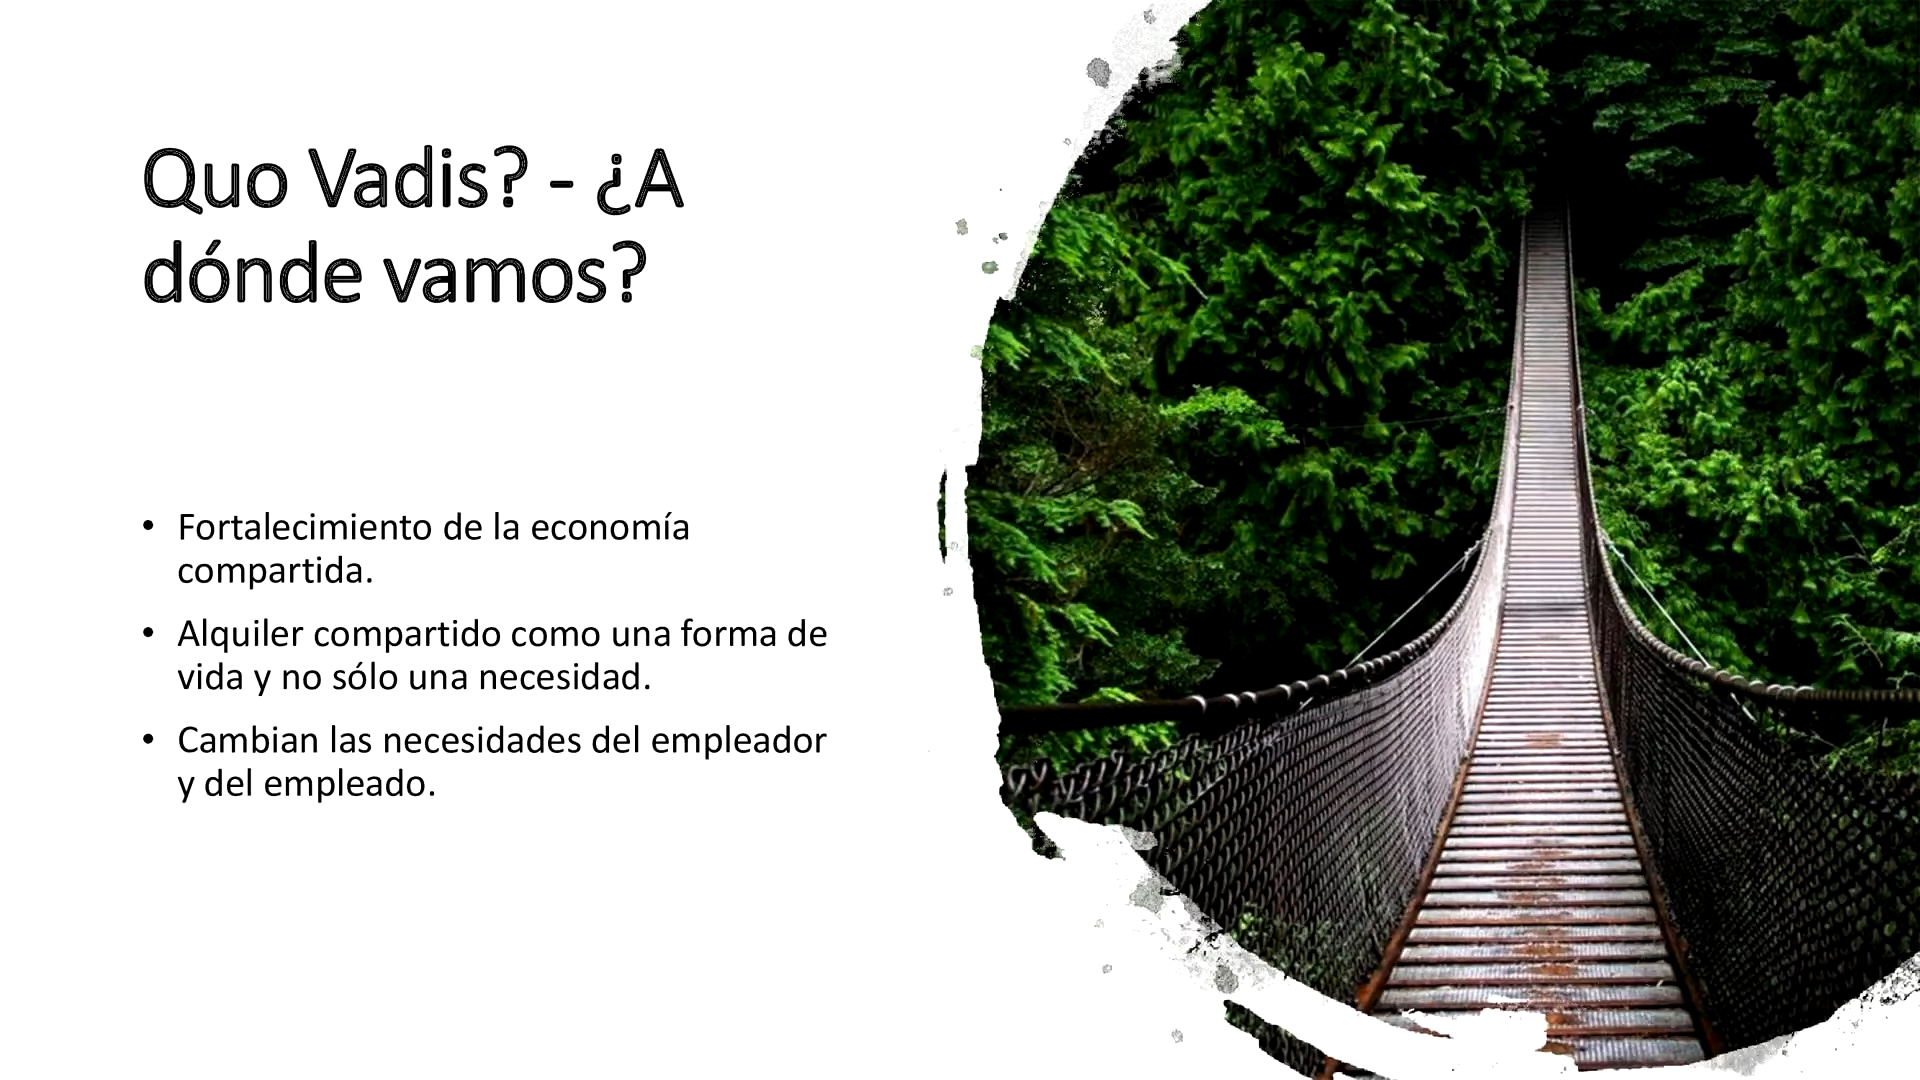 Quo Vadis? - ¿A
dónde vamos?
• Fortalecimiento de la economía
compartida.
• Alquiler compartido como una forma de
vida y no sólo una necesidad.
• Cambian las necesidades del empleador
y del empleado.